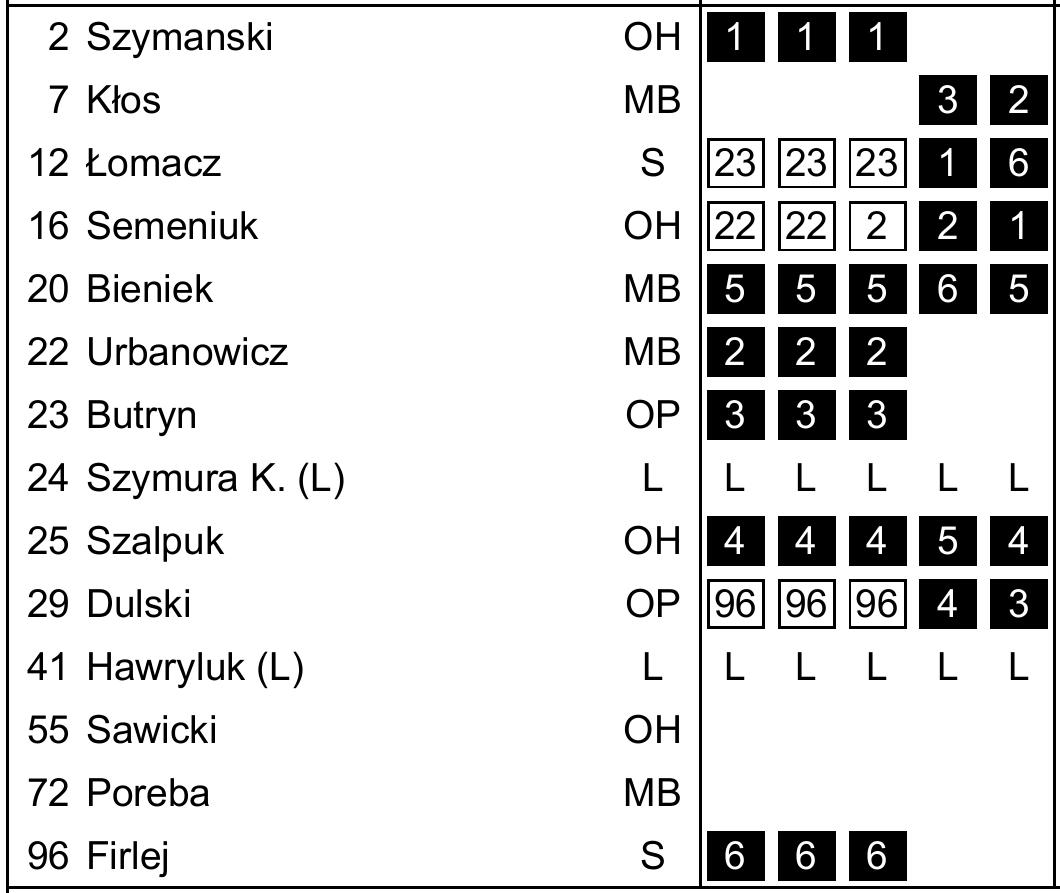 2 Szymanski OH 1 1 1
7 Kłos MB 3 2
12 Łomacz S 23 23 23 1 6
16 Semeniuk OH 22 22 2 2 1
20 Bieniek MB 5 5 5 6 5
22 Urbanowicz MB 2 2 2
23 Butryn OP 3 3 3
24 Szymura K. (L) L L L L L L
25 Szalpuk OH 4 4 4 5 4
29 Dulski OP 96 96 96 4 3
41 Hawryluk (L) L L L L L L
55 Sawicki OH
72 Poreba MB
96 Firlej S 6 6 6